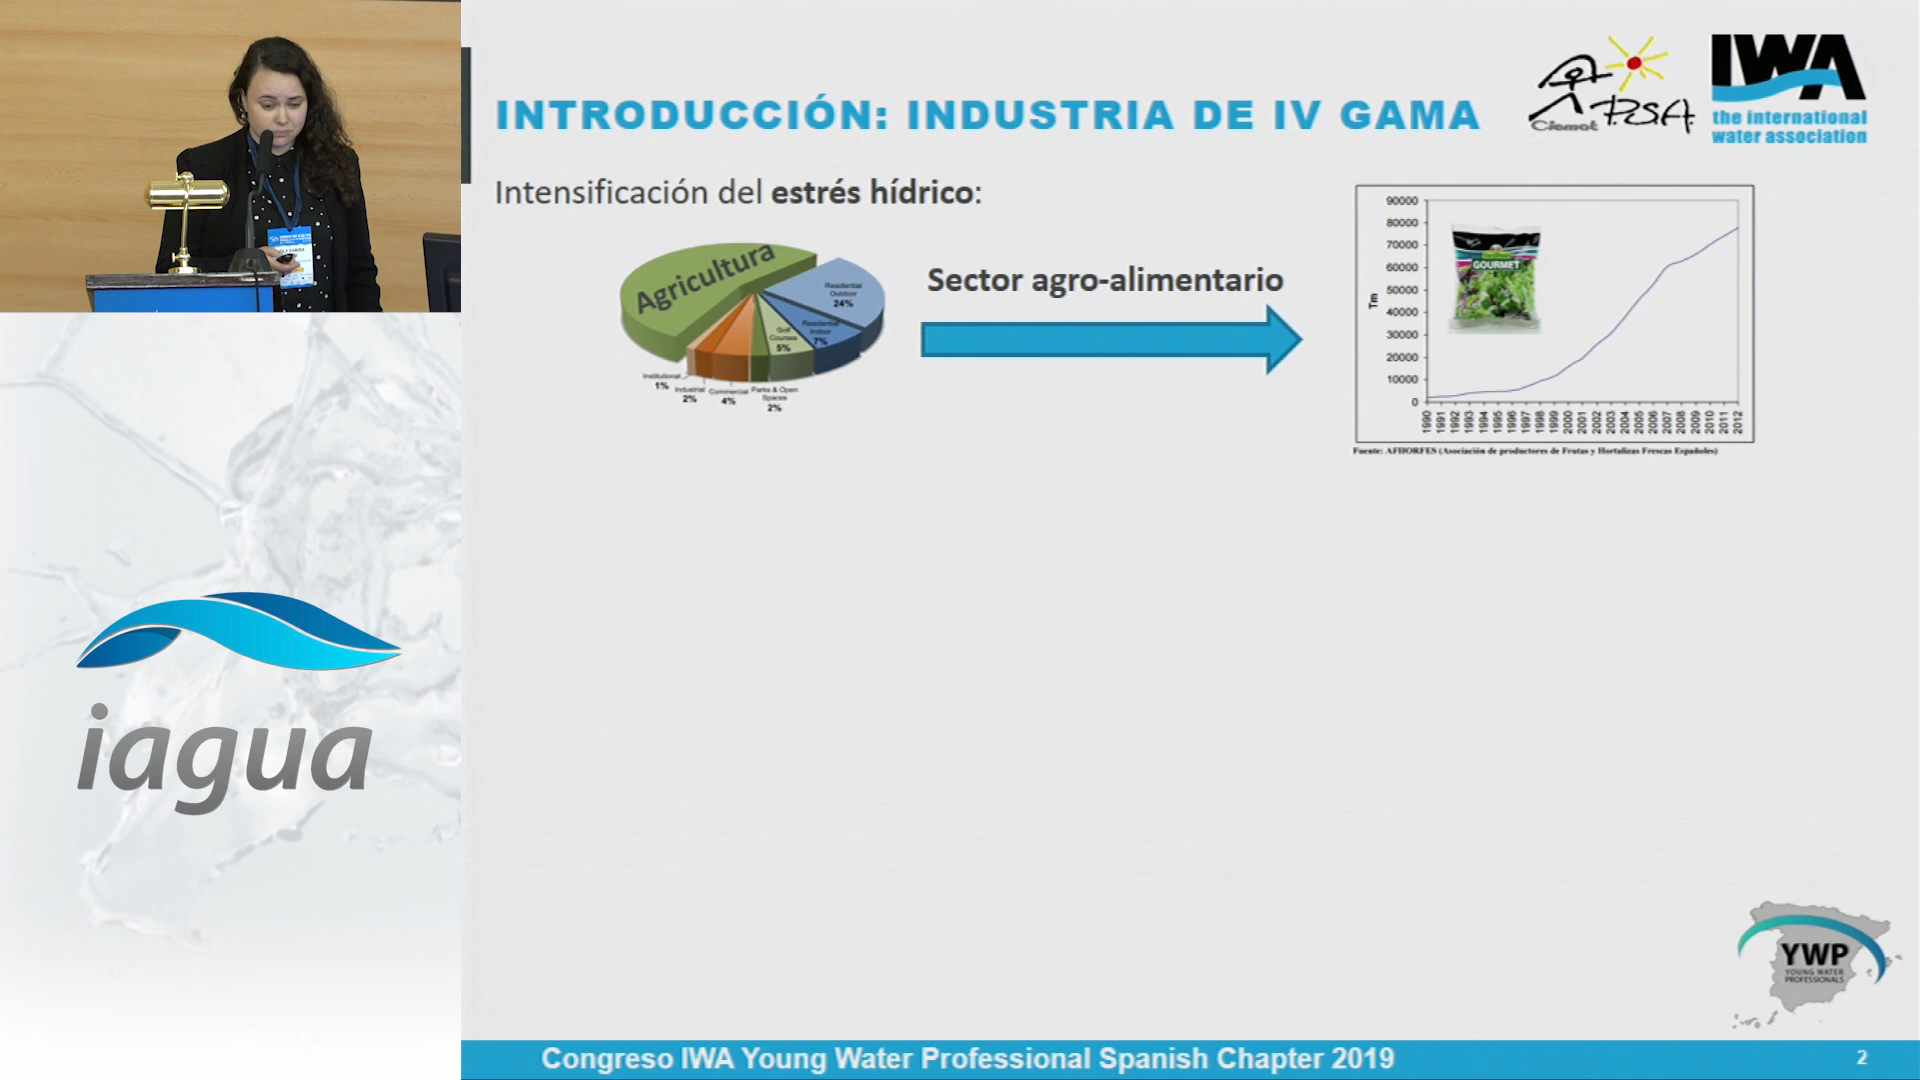 INTRODUCCIÓN: INDUSTRIA DE IV GAMA
Ciemat
PSA
IWA
the international
water association
Intensificación del estrés hídrico:
Agricultura
Residential
Outdoor
24%
Residential
Indoor
7%
Golf
Courses
5%
Parks & Open
Spaces
2%
Commercial
4%
Industrial
2%
Institutional
1%
Sector agro-alimentario
Tm
90000
80000
70000
60000
50000
40000
30000
20000
10000
0
GOURMET
1990
1991
1992
1993
1994
1995
1996
1997
1998
1999
2000
2001
2002
2003
2004
2005
2006
2007
2008
2009
2010
2011
2012
Fuente: AFHORFES (Asociación de productores de Frutas y Hortalizas Frescas Españoles)
iagua
YWP
YOUNG WATER
PROFESSIONALS
Congreso IWA Young Water Professional Spanish Chapter 2019
2